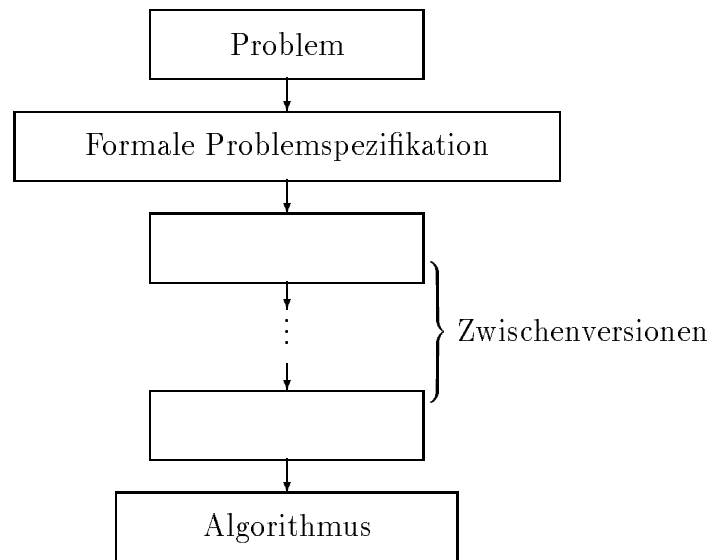 Problem
Formale Problemspezifikation
Zwischenversionen
Algorithmus